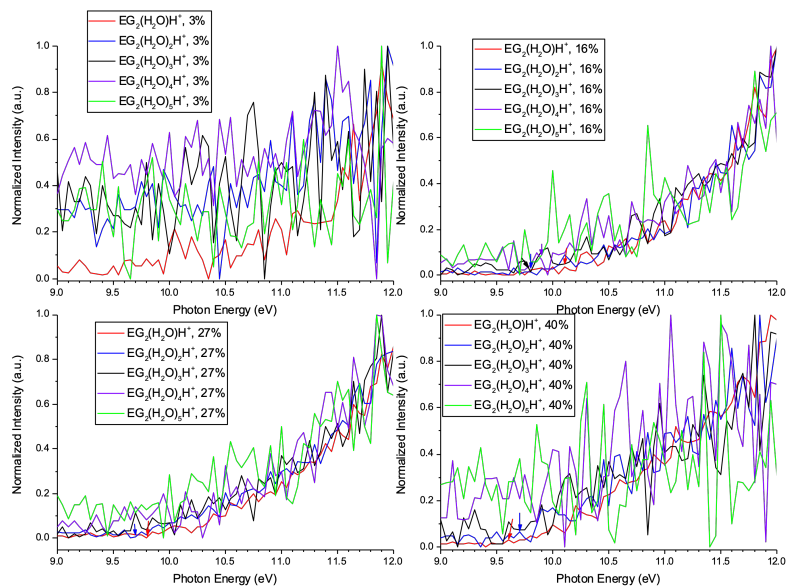 EG₂(H₂O)H⁺, 3%
EG₂(H₂O)₂H⁺, 3%
EG₂(H₂O)₃H⁺, 3%
EG₂(H₂O)₄H⁺, 3%
EG₂(H₂O)₅H⁺, 3%
Normalized Intensity (a.u.)
1.0
0.8
0.6
0.4
0.2
0.0
9.0 9.5 10.0 10.5 11.0 11.5 12.0
Photon Energy (eV)
EG₂(H₂O)H⁺, 16%
EG₂(H₂O)₂H⁺, 16%
EG₂(H₂O)₃H⁺, 16%
EG₂(H₂O)₄H⁺, 16%
EG₂(H₂O)₅H⁺, 16%
Normalized Intensity (a.u.)
1.0
0.8
0.6
0.4
0.2
0.0
9.0 9.5 10.0 10.5 11.0 11.5 12.0
Photon Energy (eV)
EG₂(H₂O)H⁺, 27%
EG₂(H₂O)₂H⁺, 27%
EG₂(H₂O)₃H⁺, 27%
EG₂(H₂O)₄H⁺, 27%
EG₂(H₂O)₅H⁺, 27%
Normalized Intensity (a.u.)
1.0
0.8
0.6
0.4
0.2
0.0
9.0 9.5 10.0 10.5 11.0 11.5 12.0
Photon Energy (eV)
EG₂(H₂O)H⁺, 40%
EG₂(H₂O)₂H⁺, 40%
EG₂(H₂O)₃H⁺, 40%
EG₂(H₂O)₄H⁺, 40%
EG₂(H₂O)₅H⁺, 40%
Normalized Intensity (a.u.)
1.0
0.8
0.6
0.4
0.2
0.0
9.0 9.5 10.0 10.5 11.0 11.5 12.0
Photon Energy (eV)